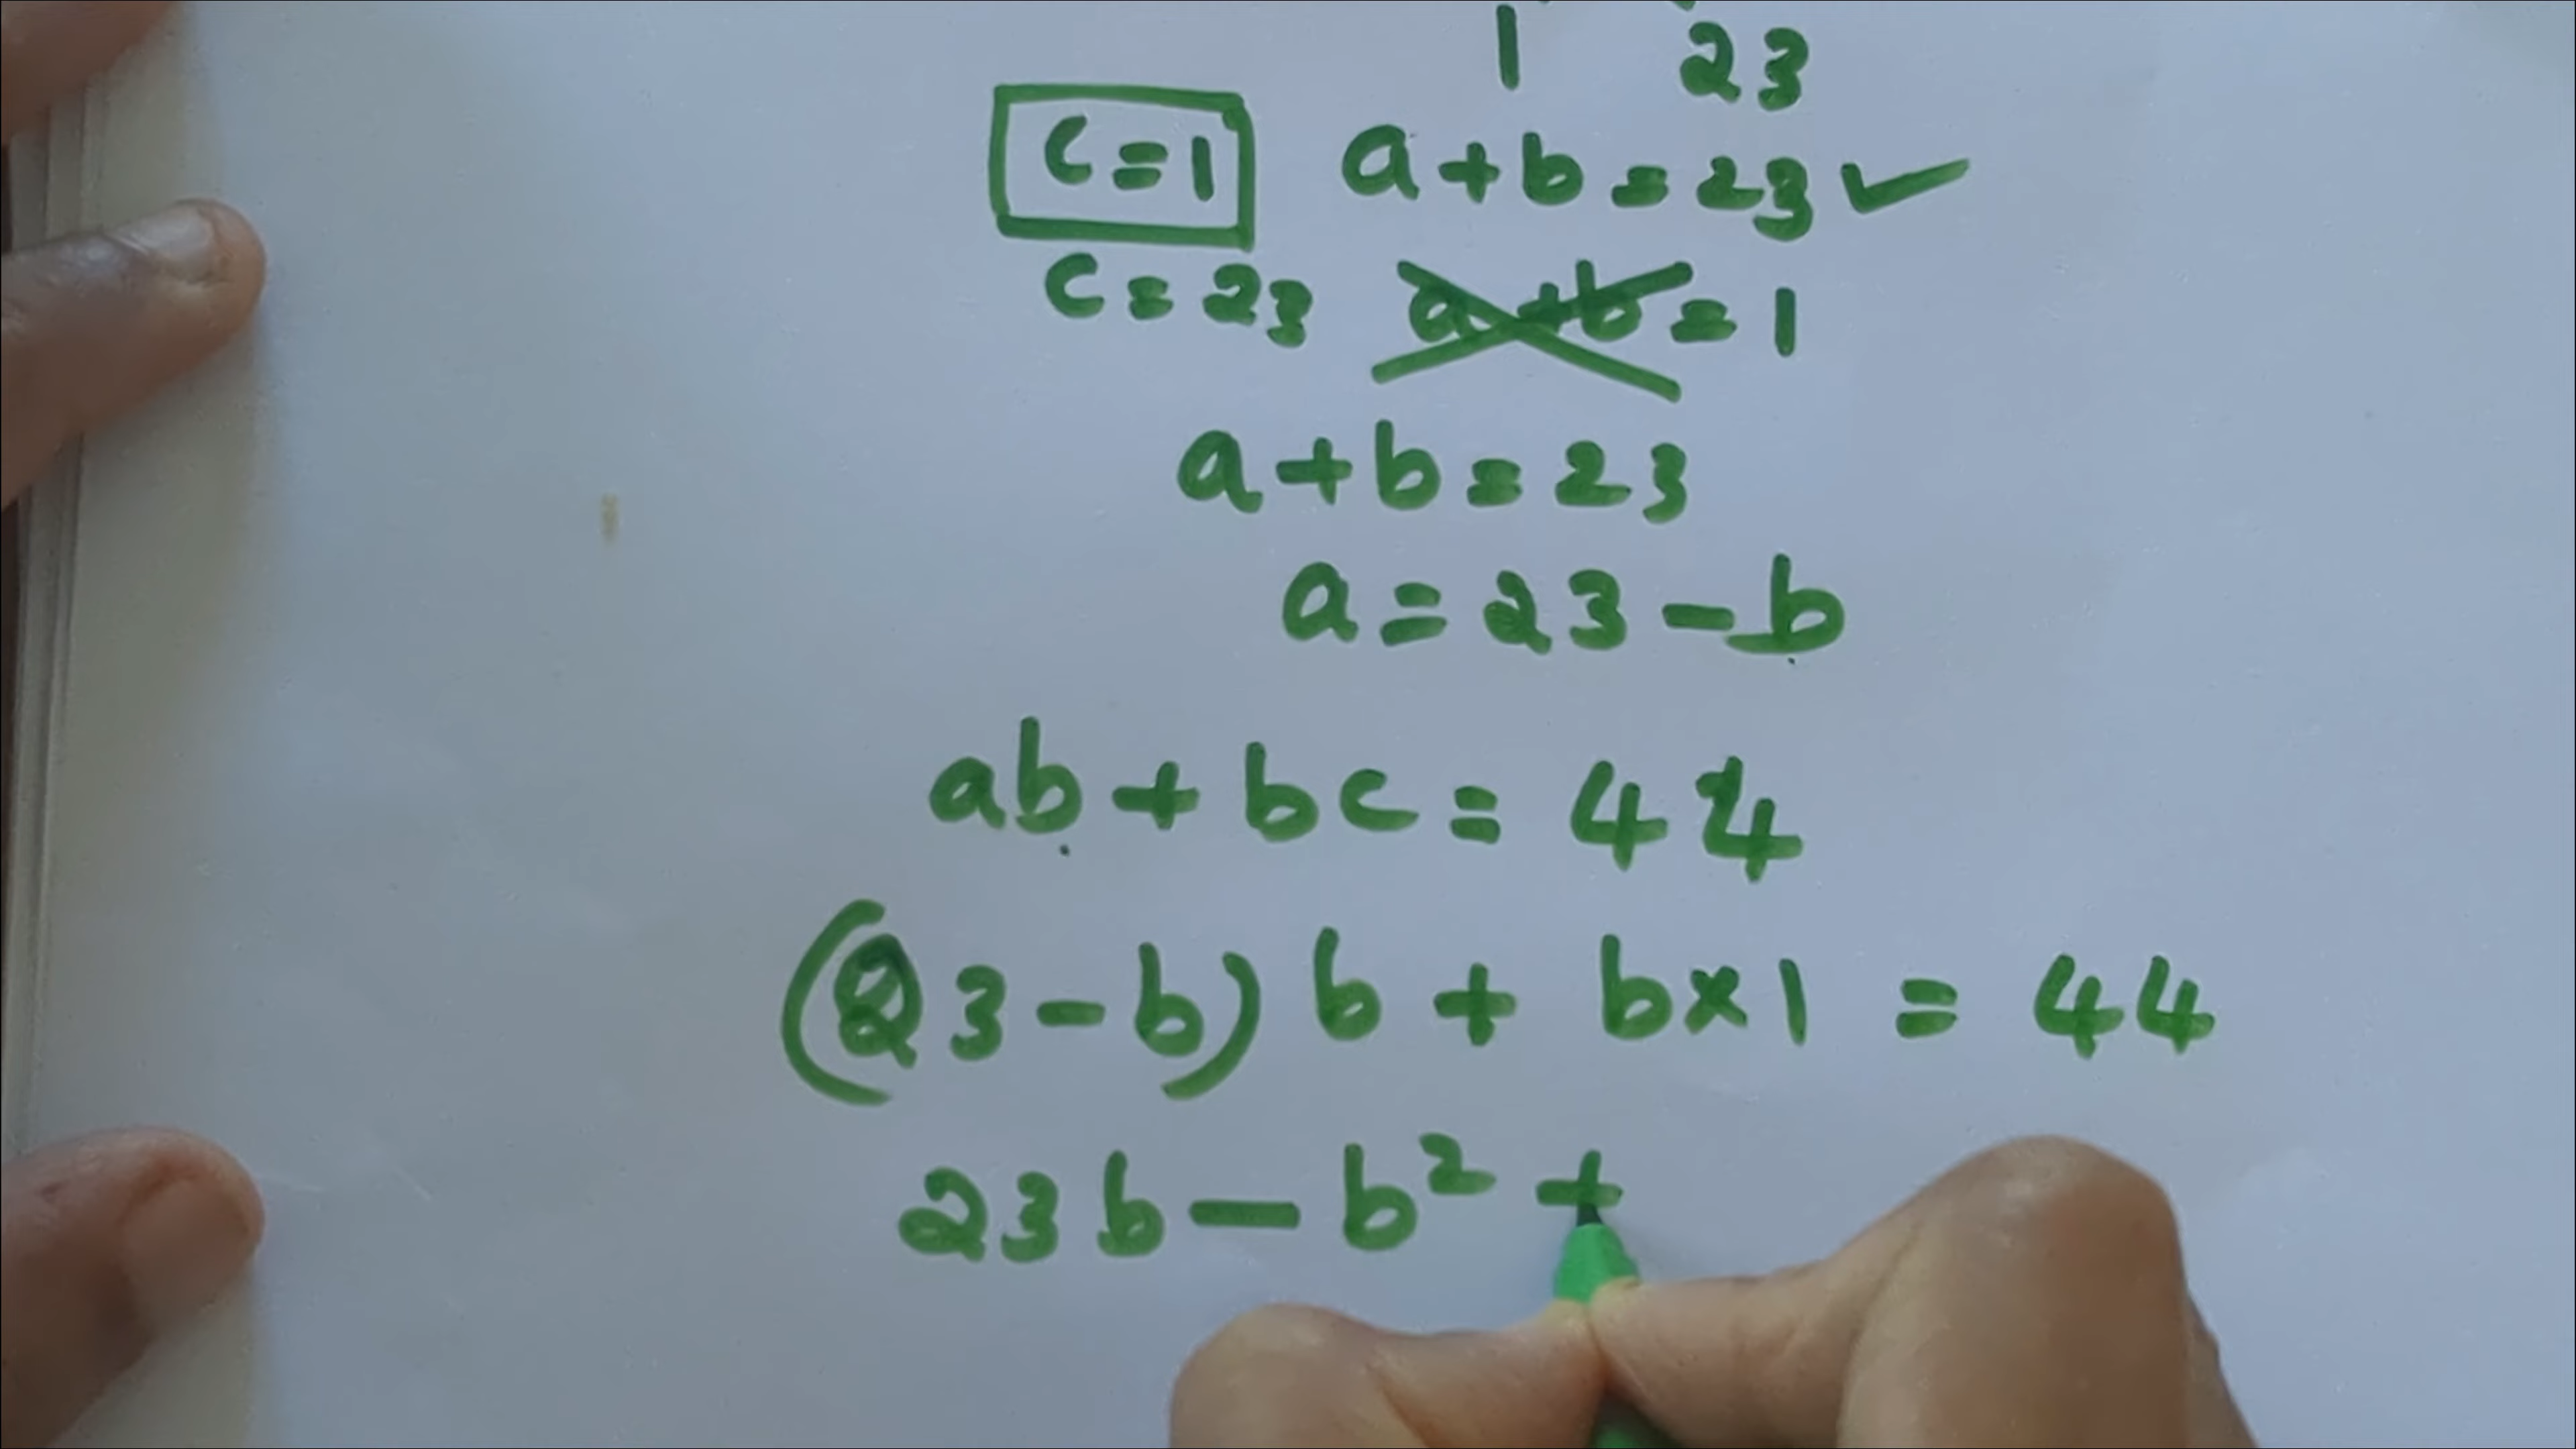 1 23
c=1 a+b=23✓
c=23 a+b=1
a+b=23
a=23-b
ab+bc=44
(23-b)b+b×1=44
23b-b²+